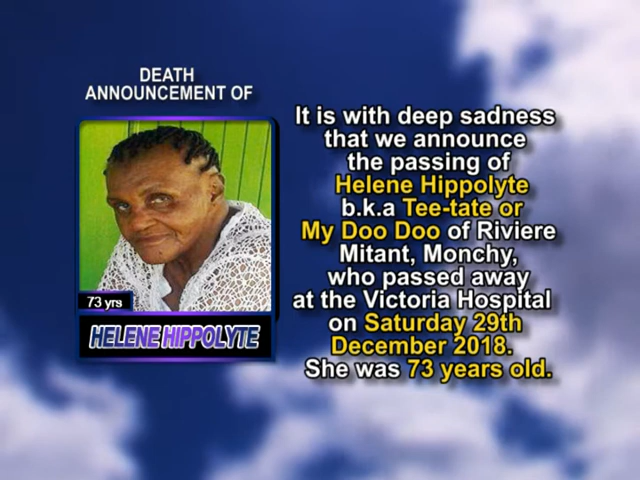 DEATH
ANNOUNCEMENT OF
73 yrs
HELENE HIPPOLYTE
It is with deep sadness
that we announce
the passing of
Helene Hippolyte
b.k.a Tee-tate or
My Doo Doo of Riviere
Mitant, Monchy,
who passed away
at the Victoria Hospital
on Saturday 29th
December 2018.
She was 73 years old.